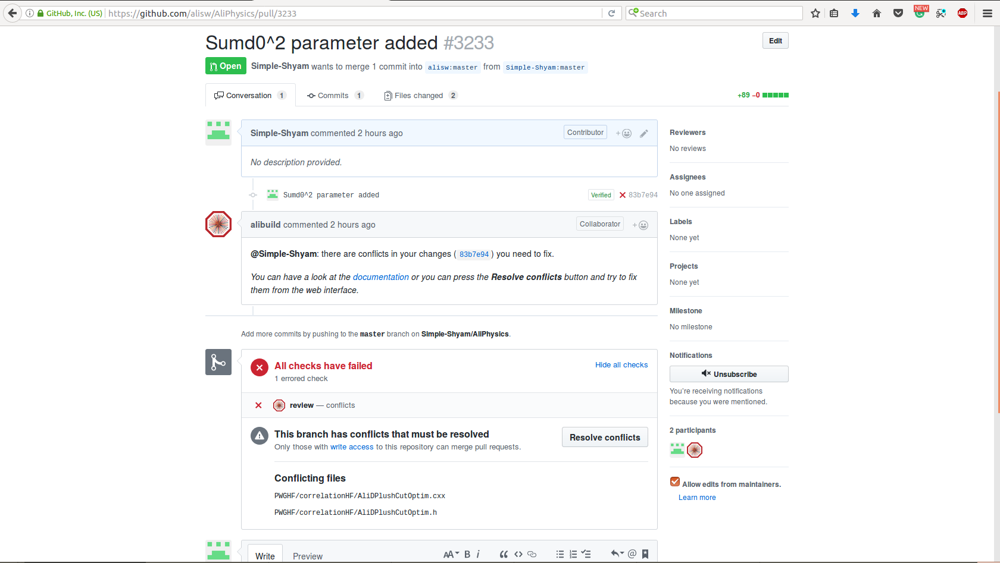 GitHub, Inc. (US) https://github.com/alisw/AliPhysics/pull/3233 Search NEW ABP
Sumd0^2 parameter added #3233 Edit
Open Simple-Shyam wants to merge 1 commit into alisw:master from Simple-Shyam:master
Conversation 1 Commits 1 Files changed 2 +89 −0
Simple-Shyam commented 2 hours ago Contributor +
No description provided.
Sumd0^2 parameter added Verified 83b7e94
alibuild commented 2 hours ago Collaborator +
@Simple-Shyam: there are conflicts in your changes ( 83b7e94 ) you need to fix.
You can have a look at the documentation or you can press the Resolve conflicts button and try to fix
them from the web interface.
Add more commits by pushing to the master branch on Simple-Shyam/AliPhysics.
All checks have failed Hide all checks
1 errored check
review — conflicts
This branch has conflicts that must be resolved
Only those with write access to this repository can merge pull requests.
Resolve conflicts
Conflicting files
PWGHF/correlationHF/AliDPlushCutOptim.cxx
PWGHF/correlationHF/AliDPlushCutOptim.h
Write Preview AA B i “ <> @
Reviewers
No reviews
Assignees
No one assigned
Labels
None yet
Projects
None yet
Milestone
No milestone
Notifications
Unsubscribe
You’re receiving notifications
because you were mentioned.
2 participants
Allow edits from maintainers.
Learn more